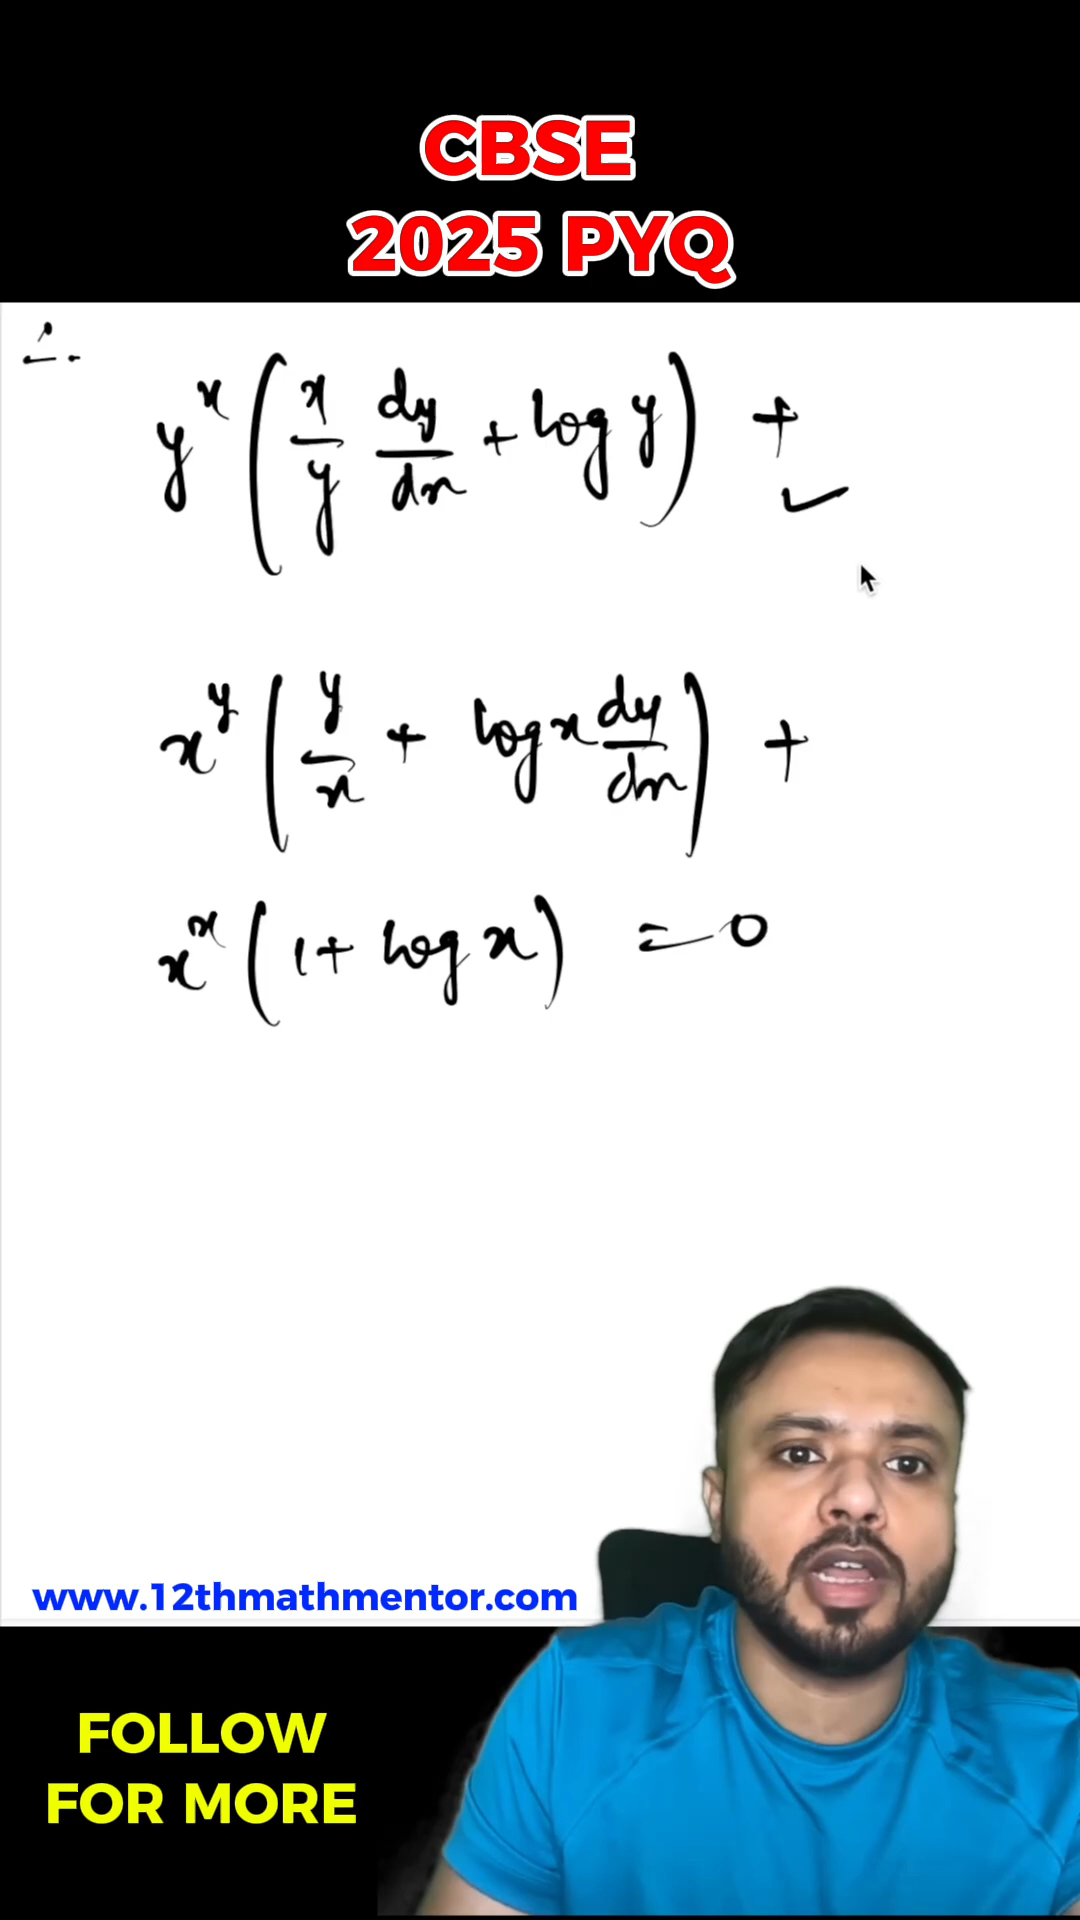 CBSE
2025 PYQ
∴
y^x ( x/y dy/dx + log y ) +
x^y ( y/x + log x dy/dx ) +
x^x ( 1 + log x ) = 0
www.12thmathmentor.com
FOLLOW
FOR MORE